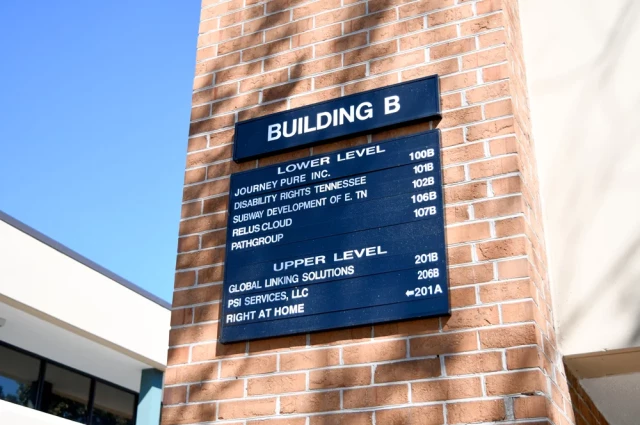 BUILDING B
LOWER LEVEL
JOURNEY PURE INC. 100B
DISABILITY RIGHTS TENNESSEE 101B
SUBWAY DEVELOPMENT OF E. TN 102B
RELUS CLOUD 106B
PATHGROUP 107B
UPPER LEVEL
GLOBAL LINKING SOLUTIONS 201B
PSI SERVICES, LLC 206B
RIGHT AT HOME ←201A